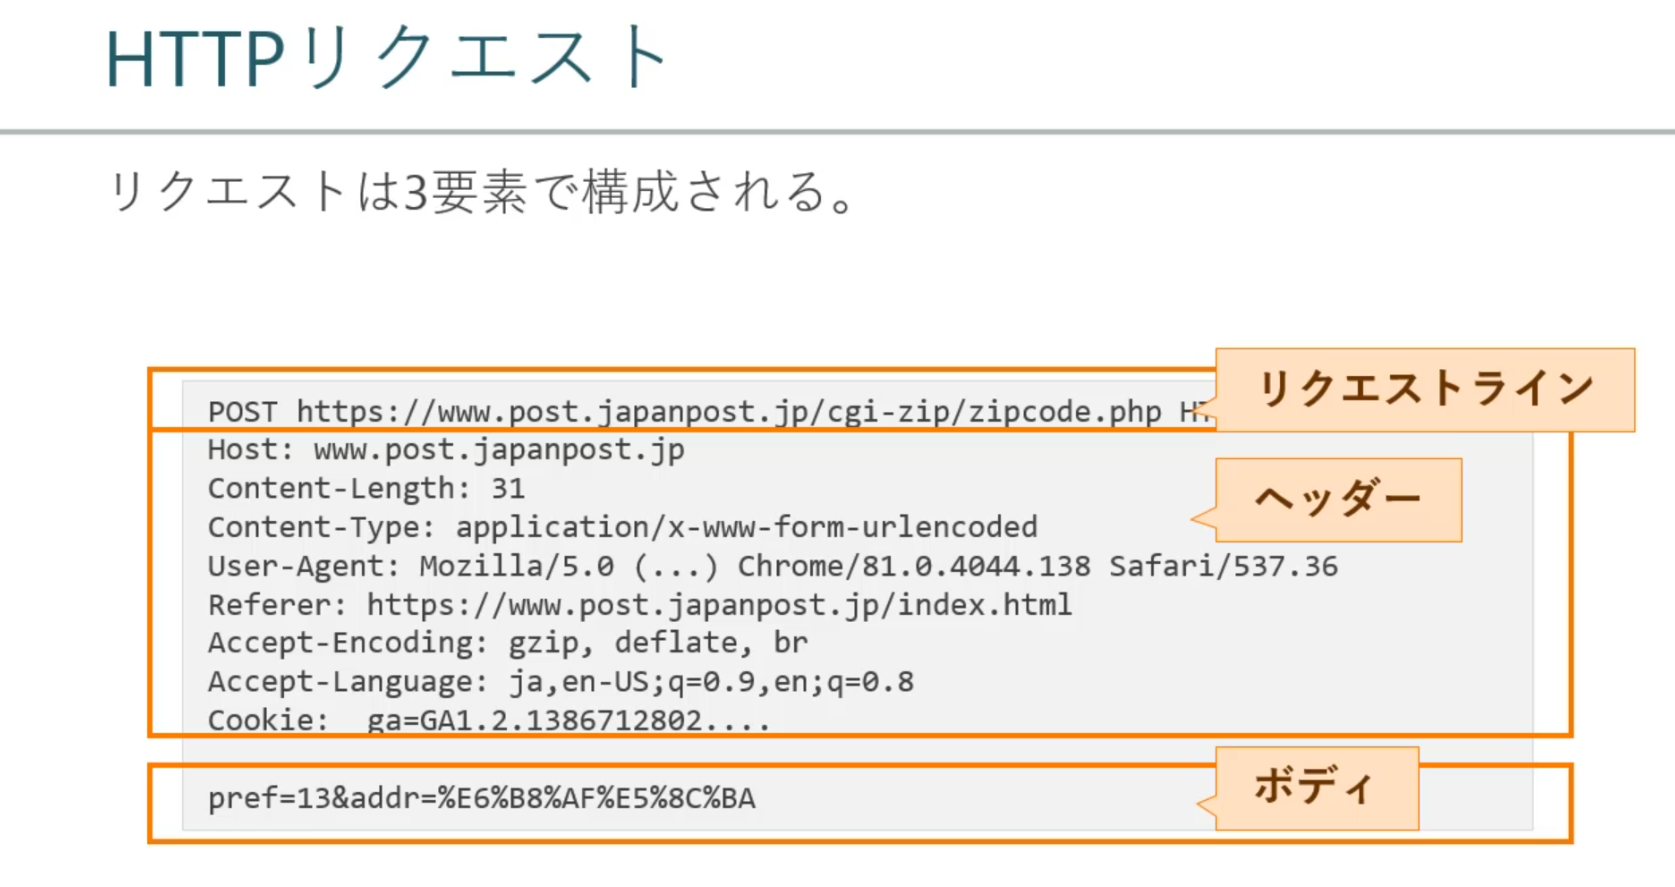 HTTPリクエスト
リクエストは3要素で構成される。
リクエストライン
POST https://www.post.japanpost.jp/cgi-zip/zipcode.php
Host: www.post.japanpost.jp
ヘッダー
Content-Length: 31
Content-Type: application/x-www-form-urlencoded
User-Agent: Mozilla/5.0 (...) Chrome/81.0.4044.138 Safari/537.36
Referer: https://www.post.japanpost.jp/index.html
Accept-Encoding: gzip, deflate, br
Accept-Language: ja,en-US;q=0.9,en;q=0.8
Cookie: _ga=GA1.2.1386712802....
ボディ
pref=13&addr=%E6%B8%AF%E5%8C%BA